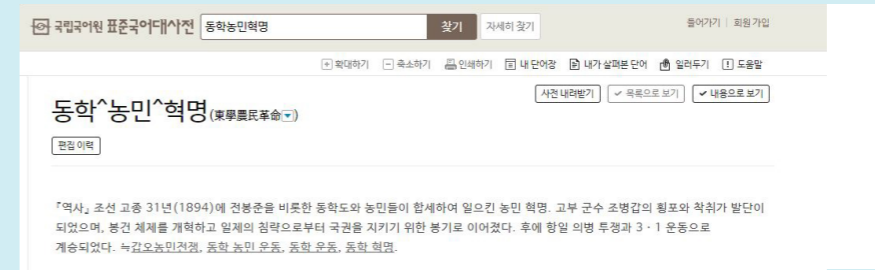 국립국어원 표준국어대사전 동학농민혁명 찾기 자세히 찾기 들어가기 | 회원 가입
확대하기 축소하기 인쇄하기 내 단어장 내가 살펴본 단어 일러두기 도움말
사전 내려받기 목록으로 보기 내용으로 보기
동학^농민^혁명(東學農民革命)
편집 이력
『역사』 조선 고종 31년(1894)에 전봉준을 비롯한 동학도와 농민들이 합세하여 일으킨 농민 혁명. 고부 군수 조병갑의 횡포와 착취가 발단이
되었으며, 봉건 체제를 개혁하고 일제의 침략으로부터 국권을 지키기 위한 봉기로 이어졌다. 후에 항일 의병 투쟁과 3ㆍ1 운동으로
계승되었다. ≒갑오농민전쟁, 동학 농민 운동, 동학 운동, 동학 혁명.